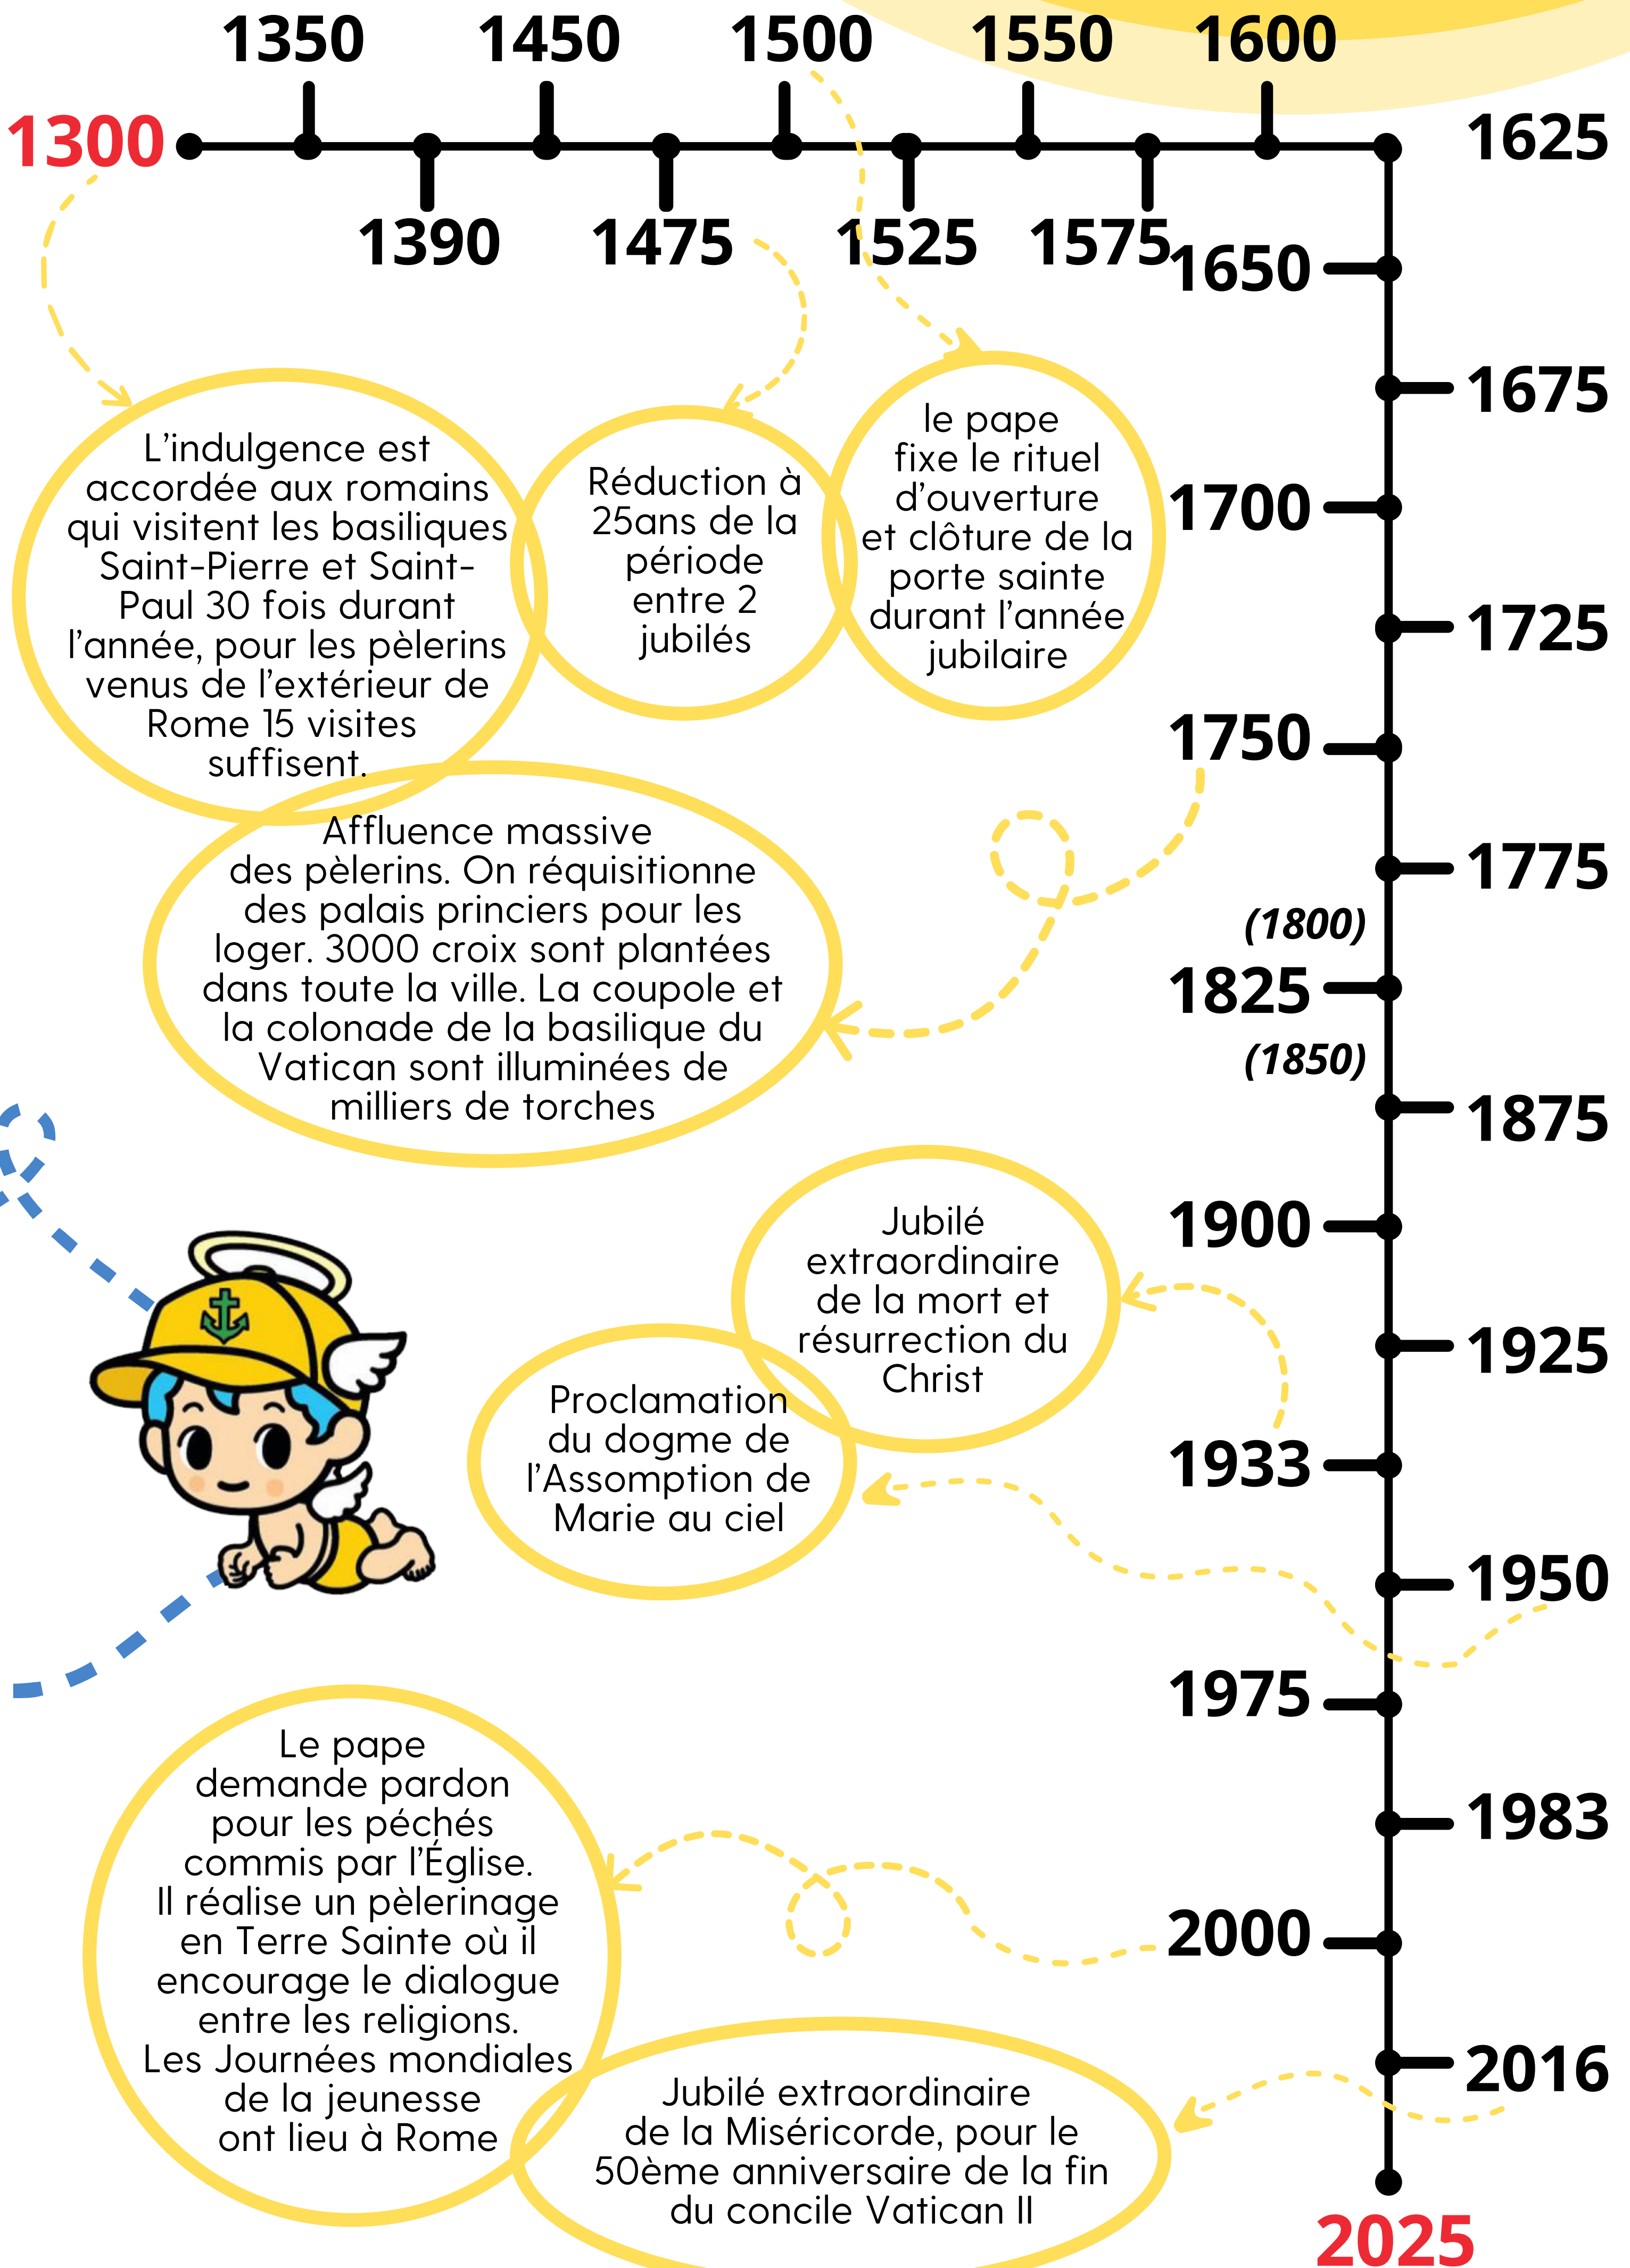 1350
1450
1500
1550
1600
1300
1625
1390
1475
1525
1575
1650
1675
1700
1725
1750
1775
(1800)
1825
(1850)
1875
1900
1925
1933
1950
1975
1983
2000
2016
2025
L'indulgence est
accordée aux romains
qui visitent les basiliques
Saint-Pierre et Saint-
Paul 30 fois durant
l'année, pour les pèlerins
venus de l'extérieur de
Rome 15 visites
suffisent.
Réduction à
25ans de la
période
entre 2
jubilés
le pape
fixe le rituel
d'ouverture
et clôture de la
porte sainte
durant l'année
jubilaire
Affluence massive
des pèlerins. On réquisitionne
des palais princiers pour les
loger. 3000 croix sont plantées
dans toute la ville. La coupole et
la colonade de la basilique du
Vatican sont illuminées de
milliers de torches
Jubilé
extraordinaire
de la mort et
résurrection du
Christ
Proclamation
du dogme de
l'Assomption de
Marie au ciel
Le pape
demande pardon
pour les péchés
commis par l'Église.
Il réalise un pèlerinage
en Terre Sainte où il
encourage le dialogue
entre les religions.
Les Journées mondiales
de la jeunesse
ont lieu à Rome
Jubilé extraordinaire
de la Miséricorde, pour le
50ème anniversaire de la fin
du concile Vatican II